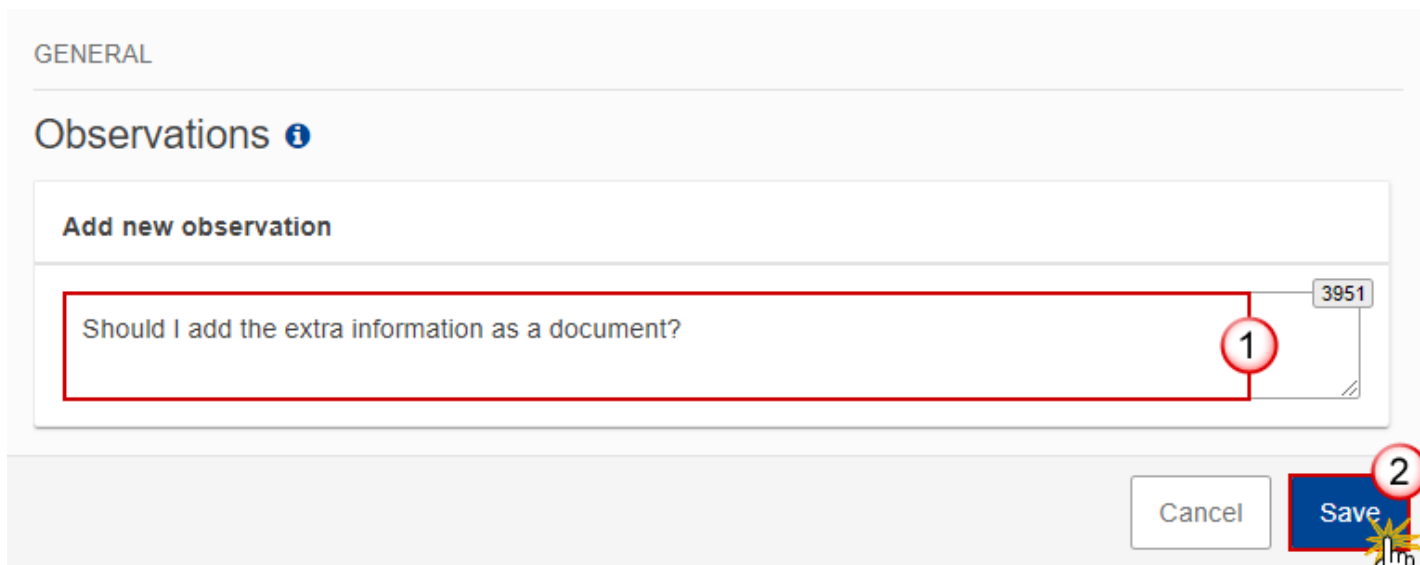 GENERAL
Observations
Add new observation
3951
Should I add the extra information as a document?
1
2
Cancel
Save